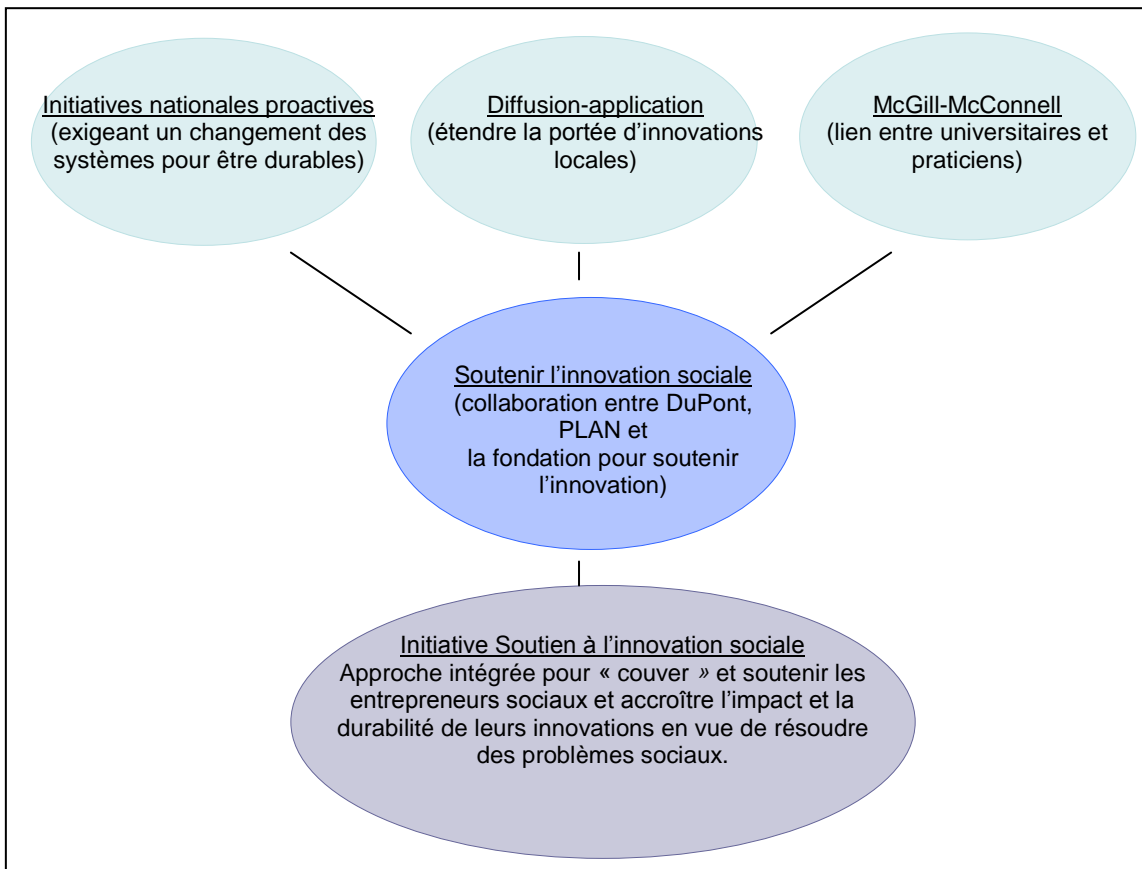 Initiatives nationales proactives
(exigeant un changement des
systèmes pour être durables)
Diffusion-application
(étendre la portée d’innovations
locales)
McGill-McConnell
(lien entre universitaires et
praticiens)
Soutenir l’innovation sociale
(collaboration entre DuPont,
PLAN et
la fondation pour soutenir
l’innovation)
Initiative Soutien à l’innovation sociale
Approche intégrée pour « couver » et soutenir les
entrepreneurs sociaux et accroître l’impact et la
durabilité de leurs innovations en vue de résoudre
des problèmes sociaux.